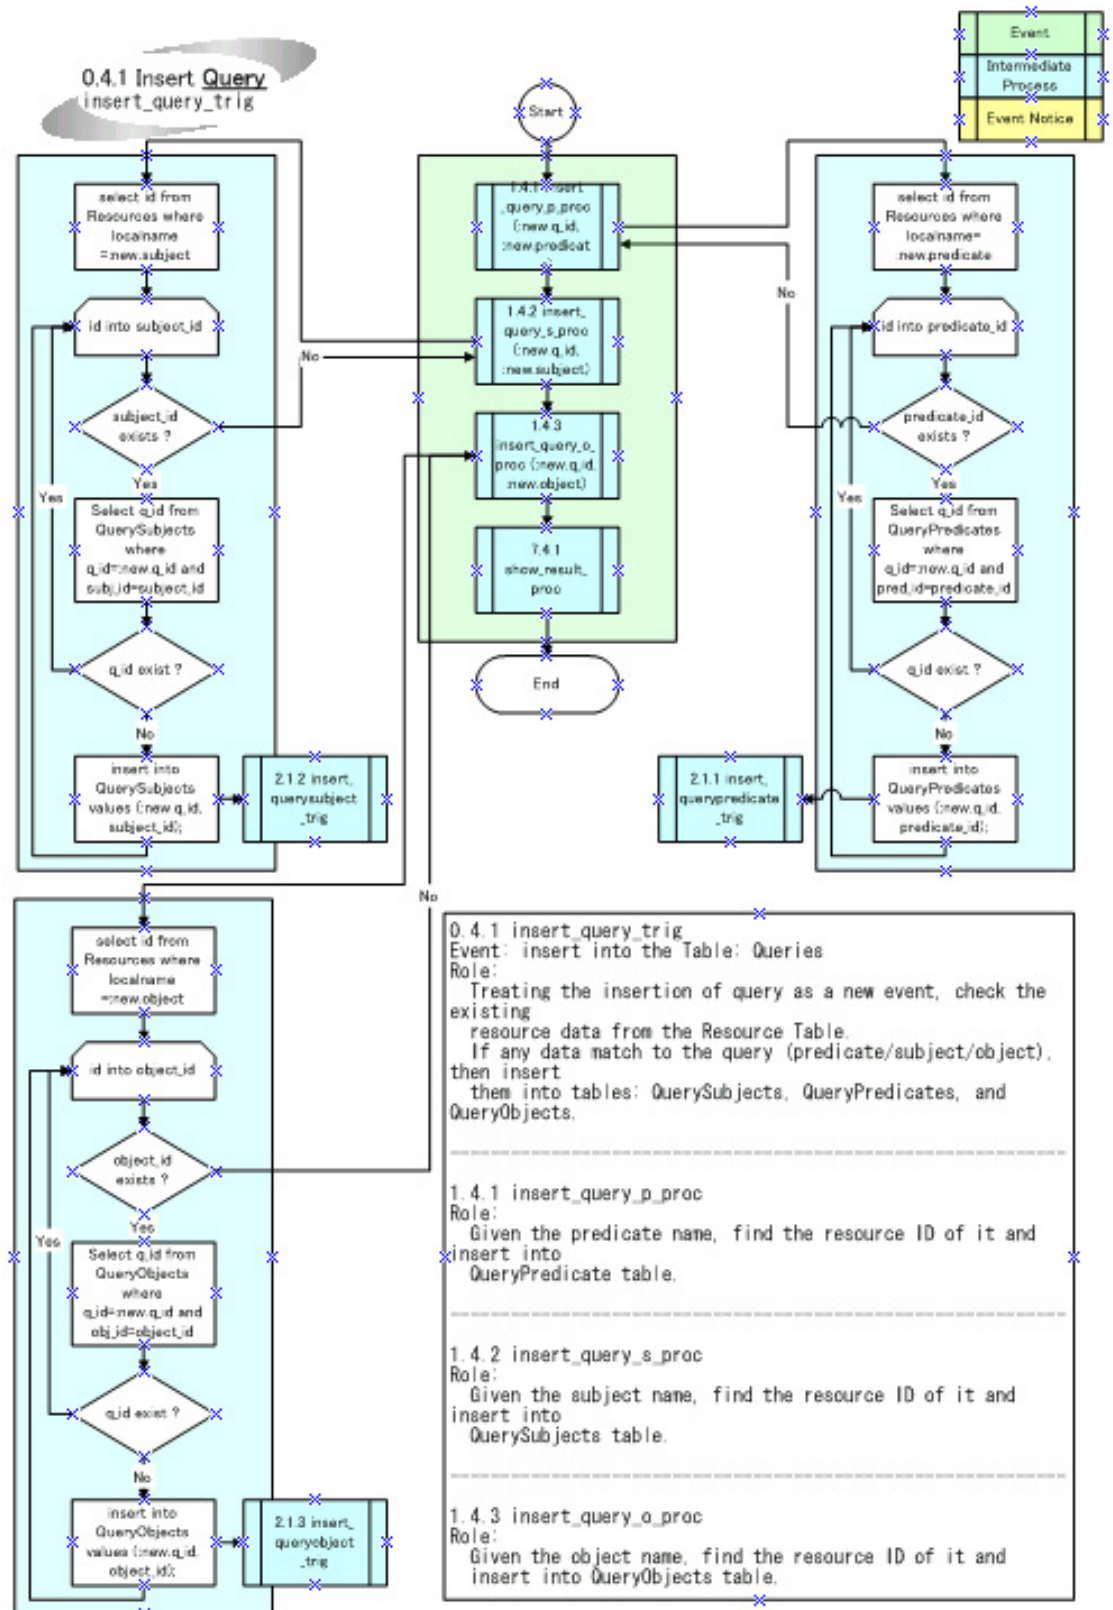 0.4.1 Insert Query
insert_query_trig
Event
Intermediate
Process
Event Notice
Start
1.4.1 insert
_query_p_proc
(:new.q_id,
:new.predicat
)
1.4.2 insert_
query_s_proc
(:new.q_id,
:new.subject)
1.4.3
insert_query_o_
proc (:new.q_id,
:new.object)
7.4.1
show_result_
proc
End
select id from
Resources where
localname
=:new.subject
id into subject_id
subject_id
exists ?
No
Yes
Yes
Select q_id from
QuerySubjects
where
q_id=:new.q_id and
subj_id=subject_id
q_id exist ?
No
insert into
QuerySubjects
values (:new.q_id,
subject_id);
2.1.2 insert_
querysubject
_trig
select id from
Resources where
localname=
:new.predicate
id into predicate_id
No
predicate_id
exists ?
Yes
Yes
Select q_id from
QueryPredicates
where
q_id=:new.q_id and
pred_id=predicate_id
q_id exist ?
No
insert into
QueryPredicates
values (:new.q_id,
predicate_id);
2.1.1 insert_
querypredicate
_trig
No
select id from
Resources where
localname
=:new.object
id into object_id
object_id
exists ?
Yes
Yes
Select q_id from
QueryObjects
where
q_id=:new.q_id and
obj_id=object_id
q_id exist ?
No
insert into
QueryObjects
values (:new.q_id,
object_id);
2.1.3 insert_
queryobject
_trig
0.4.1 insert_query_trig
Event: insert into the Table: Queries
Role:
Treating the insertion of query as a new event, check the
existing
resource data from the Resource Table.
If any data match to the query (predicate/subject/object),
then insert
them into tables: QuerySubjects, QueryPredicates, and
QueryObjects.
1.4.1 insert_query_p_proc
Role:
Given the predicate name, find the resource ID of it and
insert into
QueryPredicate table.
1.4.2 insert_query_s_proc
Role:
Given the subject name, find the resource ID of it and
insert into
QuerySubjects table.
1.4.3 insert_query_o_proc
Role:
Given the object name, find the resource ID of it and
insert into QueryObjects table.